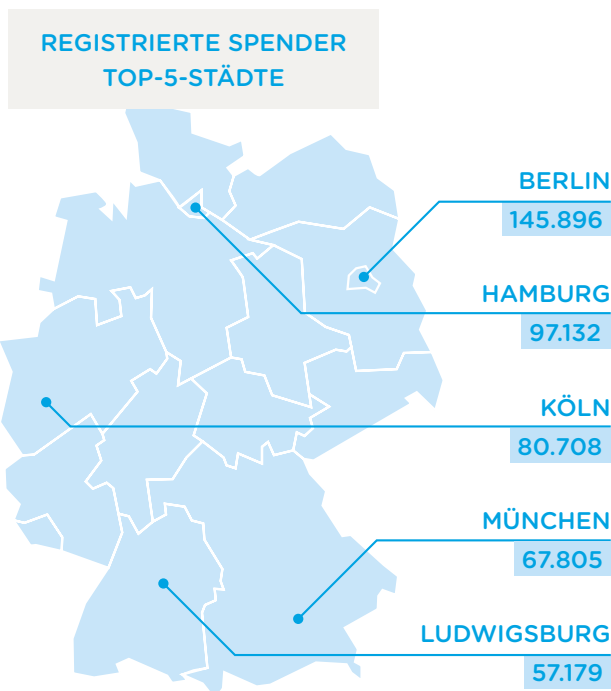 REGISTRIERTE SPENDER
TOP-5-STÄDTE
BERLIN
145.896
HAMBURG
97.132
KÖLN
80.708
MÜNCHEN
67.805
LUDWIGSBURG
57.179